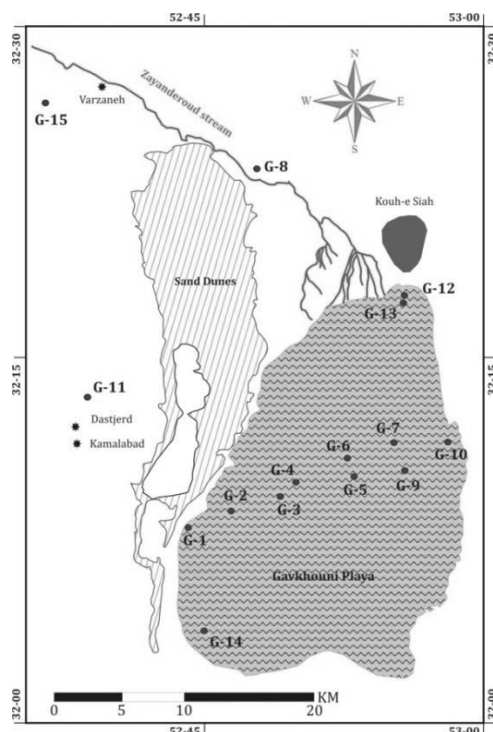 52-45 53-00
32-30 32-30
N
W E
S
Varzaneh
G-15
Zayanderoud stream
G-8
Kouh-e Siah
Sand Dunes
G-12
G-13
32-15 32-15
G-11
Dastjerd
Kamalabad
G-7
G-10
G-6
G-9
G-5
G-4
G-3
G-2
G-1
Gavkhouni Playa
G-14
KM
0 5 10 20
32-00 32-00
52-45 53-00